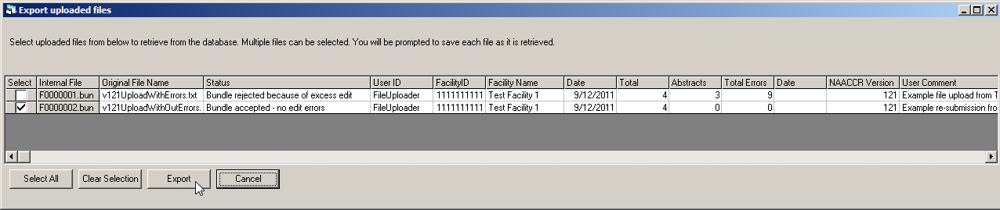 Export uploaded files
Select uploaded files from below to retrieve from the database. Multiple files can be selected. You will be prompted to save each file as it is retrieved.
Select Internal File Original File Name Status User ID FacilityID Facility Name Date Total Abstracts Total Errors Date NAACCR Version User Comment
F0000001.bun v121UploadWithErrors.txt Bundle rejected because of excess edit FileUploader 1111111111 Test Facility 1 9/12/2011 4 3 9 121 Example file upload from T
F0000002.bun v121UploadWithOutErrors. Bundle accepted - no edit errors FileUploader 1111111111 Test Facility 1 9/12/2011 4 0 0 121 Example re-submission fro
Select All Clear Selection Export Cancel